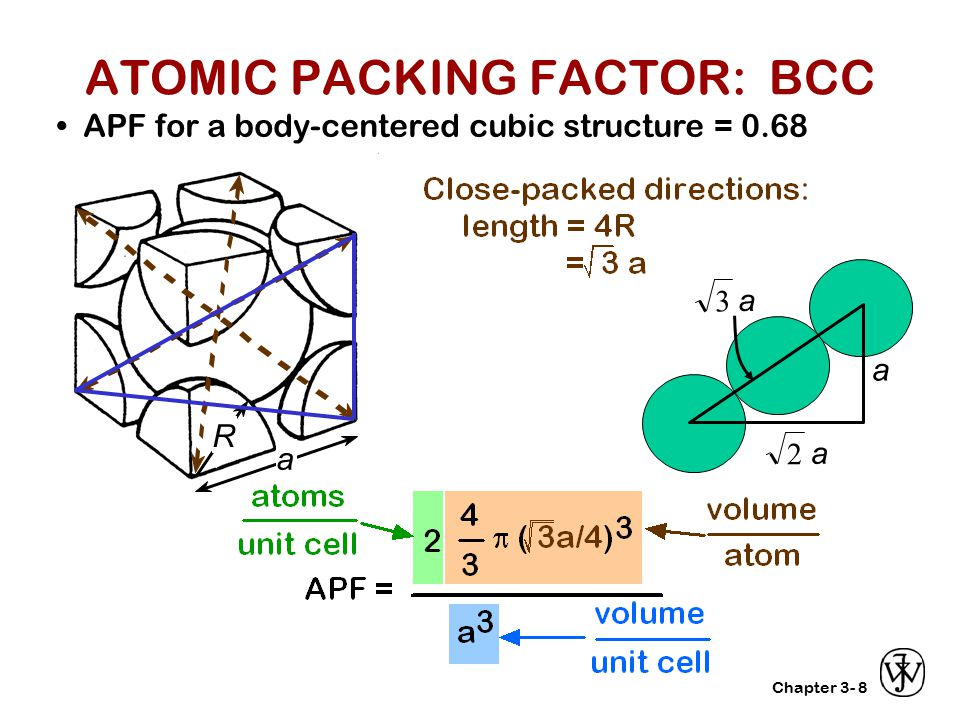 ATOMIC PACKING FACTOR: BCC
• APF for a body-centered cubic structure = 0.68
Close-packed directions:
length = 4R
=√3 a
√3 a
a
√2 a
R
a
atoms
unit cell
APF =
2
4
3
π (√3a/4)3
a3
volume
atom
volume
unit cell
Chapter 3- 8
JW